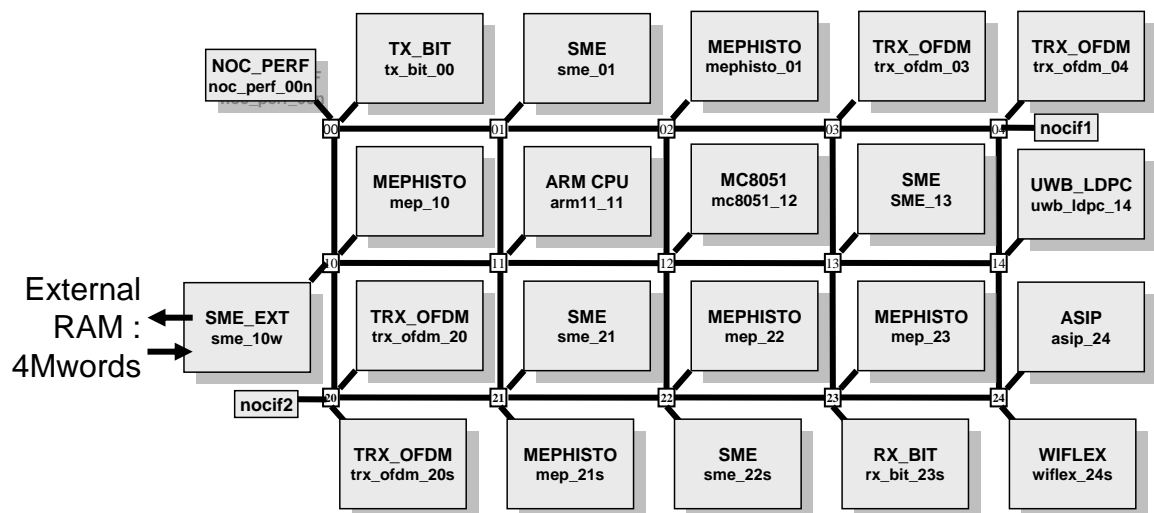 NOC_PERF
noc_perf_00n
TX_BIT
tx_bit_00
SME
sme_01
MEPHISTO
mephisto_01
TRX_OFDM
trx_ofdm_03
TRX_OFDM
trx_ofdm_04
00
01
02
03
04
nocif1
MEPHISTO
mep_10
ARM CPU
arm11_11
MC8051
mc8051_12
SME
SME_13
UWB_LDPC
uwb_ldpc_14
10
11
12
13
14
External
RAM :
4Mwords
SME_EXT
sme_10w
TRX_OFDM
trx_ofdm_20
SME
sme_21
MEPHISTO
mep_22
MEPHISTO
mep_23
ASIP
asip_24
nocif2
20
21
22
23
24
TRX_OFDM
trx_ofdm_20s
MEPHISTO
mep_21s
SME
sme_22s
RX_BIT
rx_bit_23s
WIFLEX
wiflex_24s